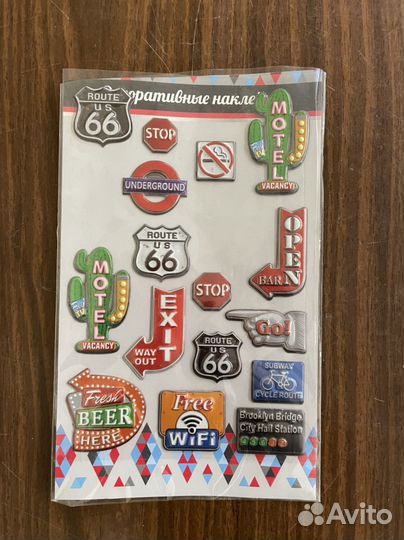 ROUTE
US
66
оративные накле
STOP
MOTEL
VACANCY
UNDERGROUND
ROUTE
US
66
OPEN
BAR
MOTEL
VACANCY
STOP
EXIT
WAY
OUT
GO!
ROUTE
US
66
SUBWAY
CYCLE ROUTE
Fresh
BEER
HERE
Free
WiFi
Brooklyn Bridge
City Hall Station
Avito